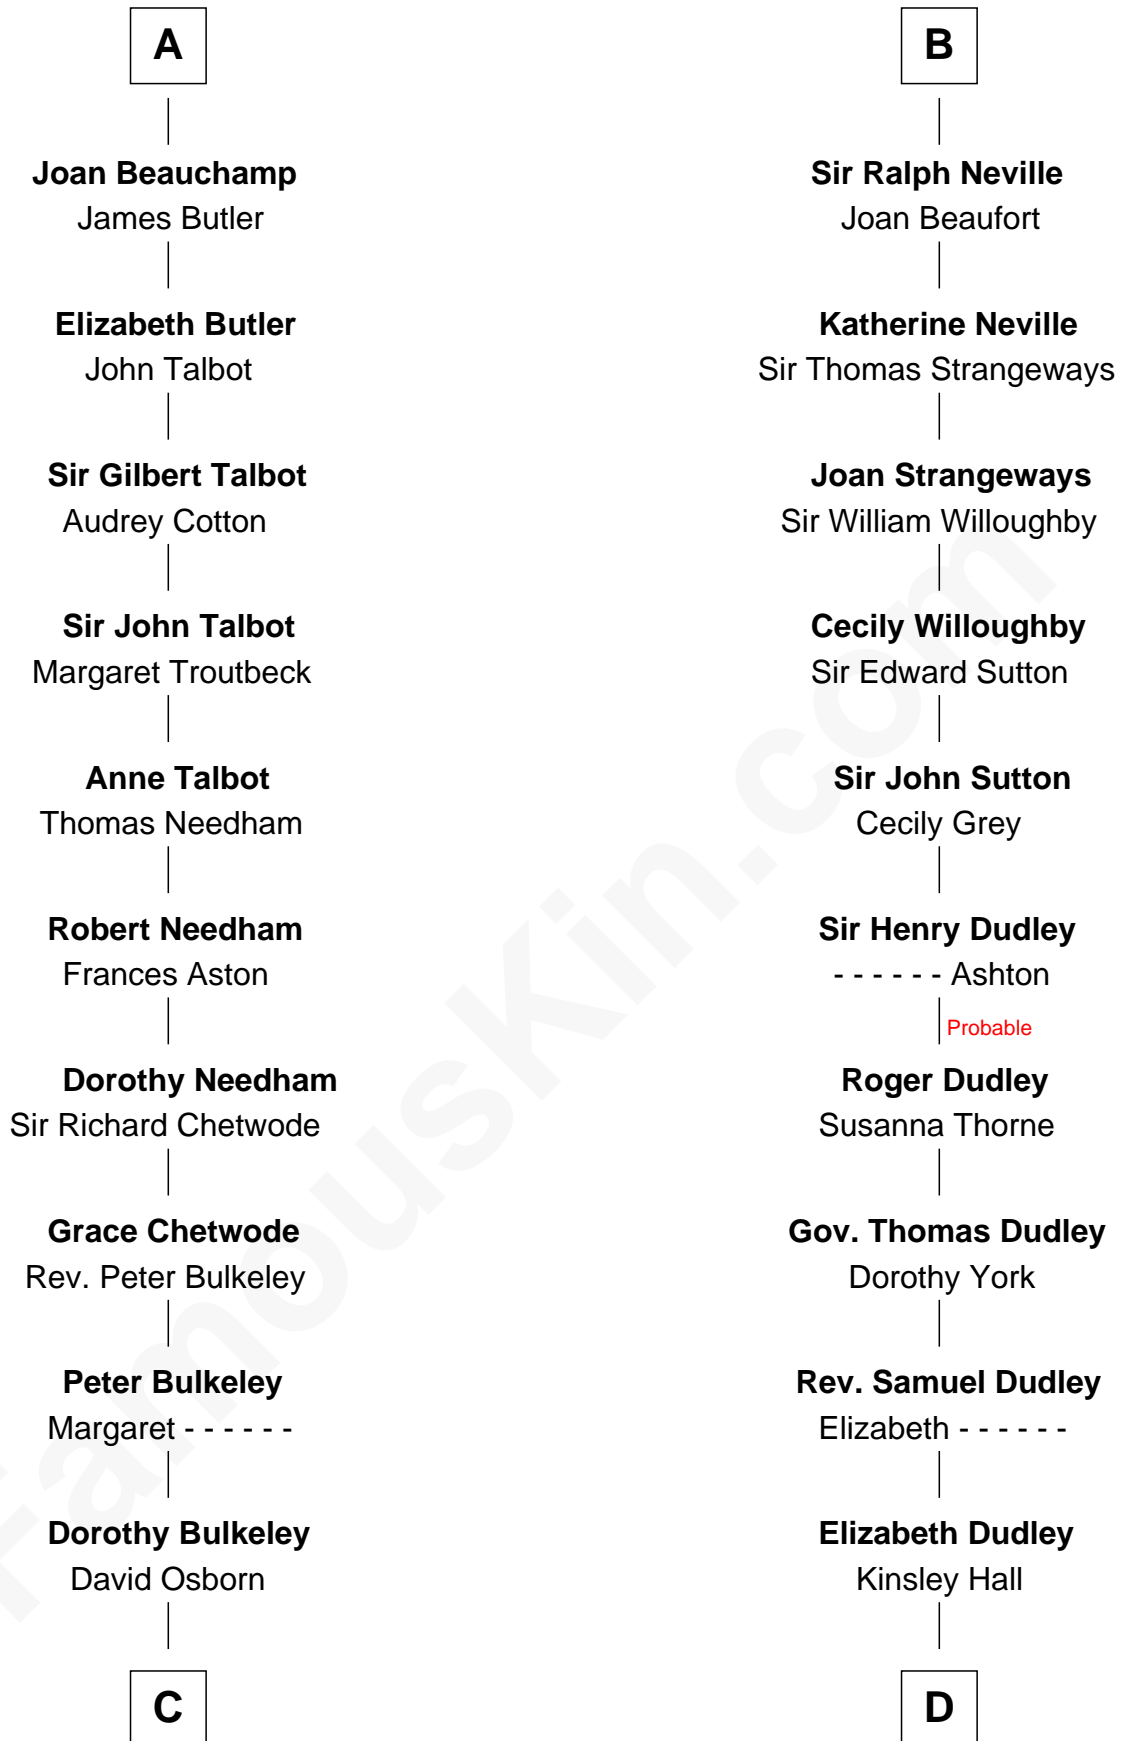 A
Joan Beauchamp
James Butler
Elizabeth Butler
John Talbot
Sir Gilbert Talbot
Audrey Cotton
Sir John Talbot
Margaret Troutbeck
Anne Talbot
Thomas Needham
Robert Needham
Frances Aston
Dorothy Needham
Sir Richard Chetwode
Grace Chetwode
Rev. Peter Bulkeley
Peter Bulkeley
Margaret - - - - - -
Dorothy Bulkeley
David Osborn
C
B
Sir Ralph Neville
Joan Beaufort
Katherine Neville
Sir Thomas Strangeways
Joan Strangeways
Sir William Willoughby
Cecily Willoughby
Sir Edward Sutton
Sir John Sutton
Cecily Grey
Sir Henry Dudley
- - - - - - Ashton
Probable
Roger Dudley
Susanna Thorne
Gov. Thomas Dudley
Dorothy York
Rev. Samuel Dudley
Elizabeth - - - - - -
Elizabeth Dudley
Kinsley Hall
D
FamousKin.com